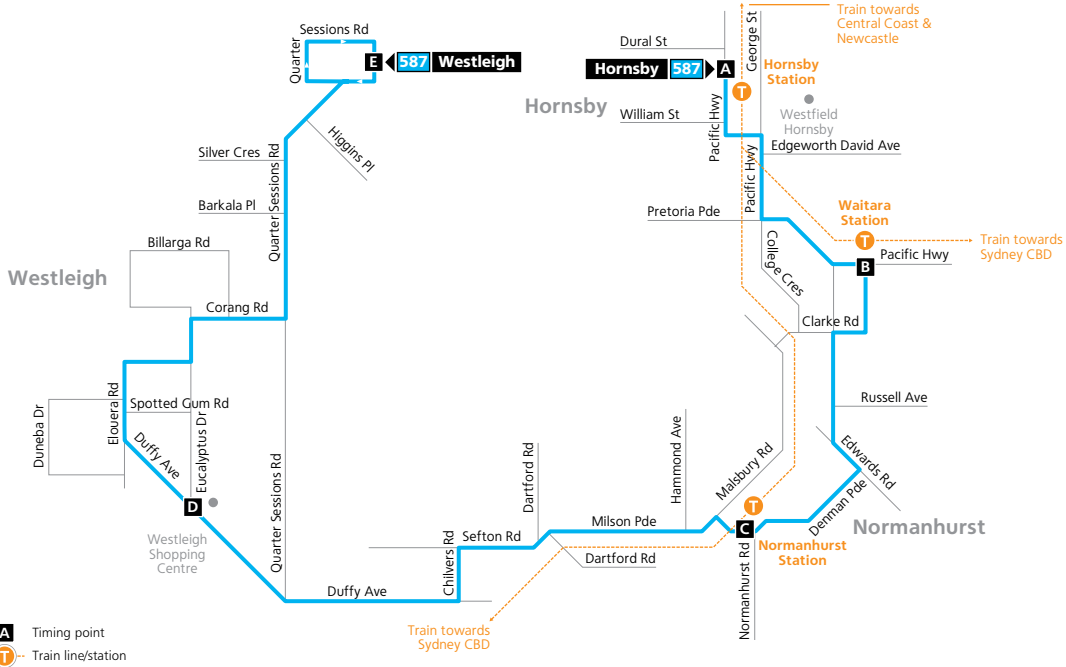 Sessions Rd
Quarter
E
587
Westleigh
Higgins Pl
Silver Cres
Quarter Sessions Rd
Barkala Pl
Billarga Rd
Westleigh
Corang Rd
Elouera Rd
Spotted Gum Rd
Duneba Dr
Duffy Ave
Eucalyptus Dr
D
Westleigh
Shopping
Centre
Quarter Sessions Rd
Duffy Ave
Chilvers Rd
Sefton Rd
Dartford Rd
Milson Pde
Dartford Rd
Hammond Ave
Malsbury Rd
Train towards
Sydney CBD
T
C
Normanhurst
Station
Normanhurst Rd
Denman Pde
Edwards Rd
Normanhurst
Russell Ave
Clarke Rd
College Cres
Pretoria Pde
B
Pacific Hwy
T
Waitara
Station
Train towards
Sydney CBD
Pacific Hwy
Edgeworth David Ave
Westfield
Hornsby
William St
Pacific Hwy
Hornsby
Hornsby
587
A
T
Hornsby
Station
Dural St
George St
Train towards
Central Coast &
Newcastle
A
Timing point
T
Train line/station